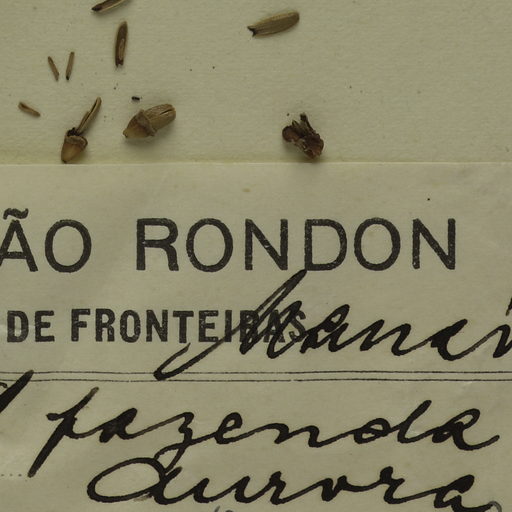 ÃO RONDON
DE FRONTEIRAS
fazenda
Aurora